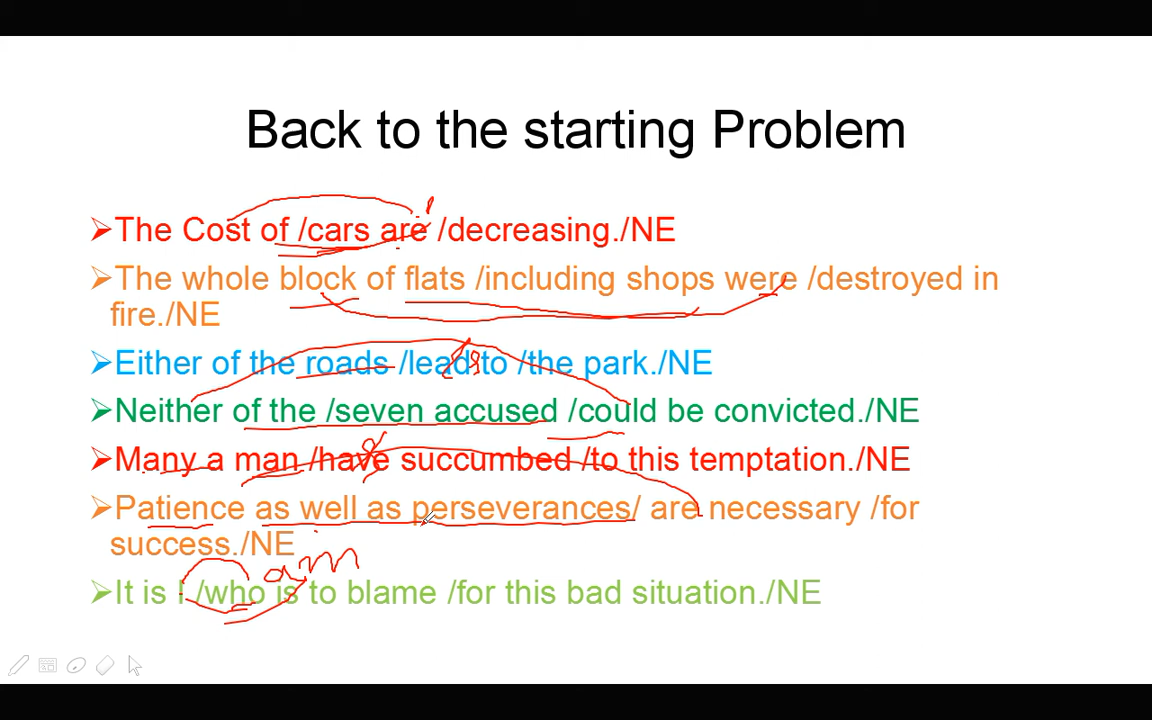 Back to the starting Problem
The Cost of /cars are /decreasing./NE
The whole block of flats /including shops were /destroyed in
fire./NE
Either of the roads /lead to /the park./NE
Neither of the /seven accused /could be convicted./NE
Many a man /have succumbed /to this temptation./NE
Patience as well as perseverances/ are necessary /for
success./NE
am
It is I /who is to blame /for this bad situation./NE